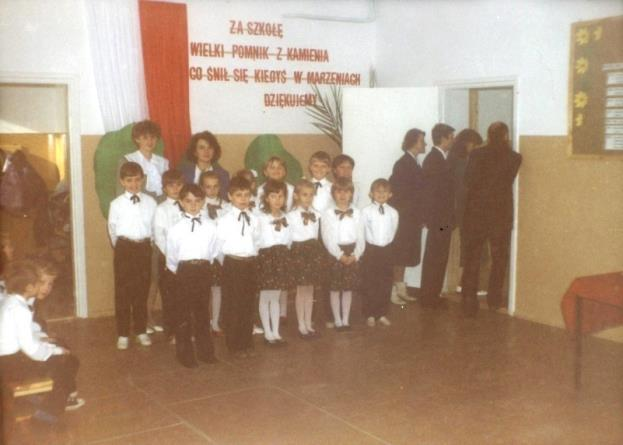 ZA SZKOŁĘ
WIELKI POMNIK Z KAMIENIA
CO ŚNIŁ SIĘ KIEDYŚ W MARZENIACH
DZIĘKUJEMY